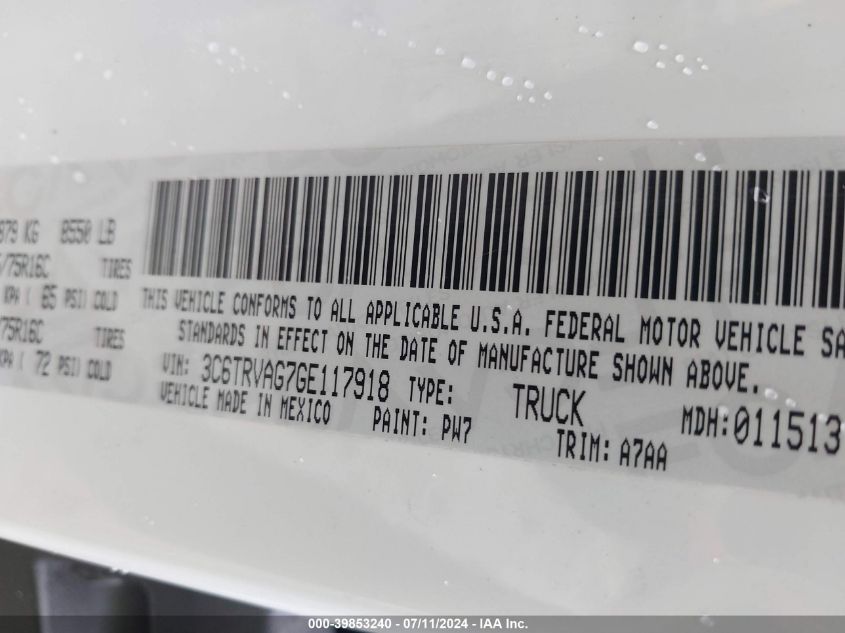 879 KG 8550 LB
/75R16C TIRES
KPA ( 65 PSI) COLD
/75R16C TIRES
KPA ( 72 PSI) COLD
THIS VEHICLE CONFORMS TO ALL APPLICABLE U.S.A. FEDERAL MOTOR VEHICLE SA
STANDARDS IN EFFECT ON THE DATE OF MANUFACTURE SHOWN ABOVE.
VIN: 3C6TRVAG7GE117918 TYPE: TRUCK MDH:011513
VEHICLE MADE IN MEXICO PAINT: PW7 TRIM: A7AA
000-39853240 - 07/11/2024 - IAA Inc.